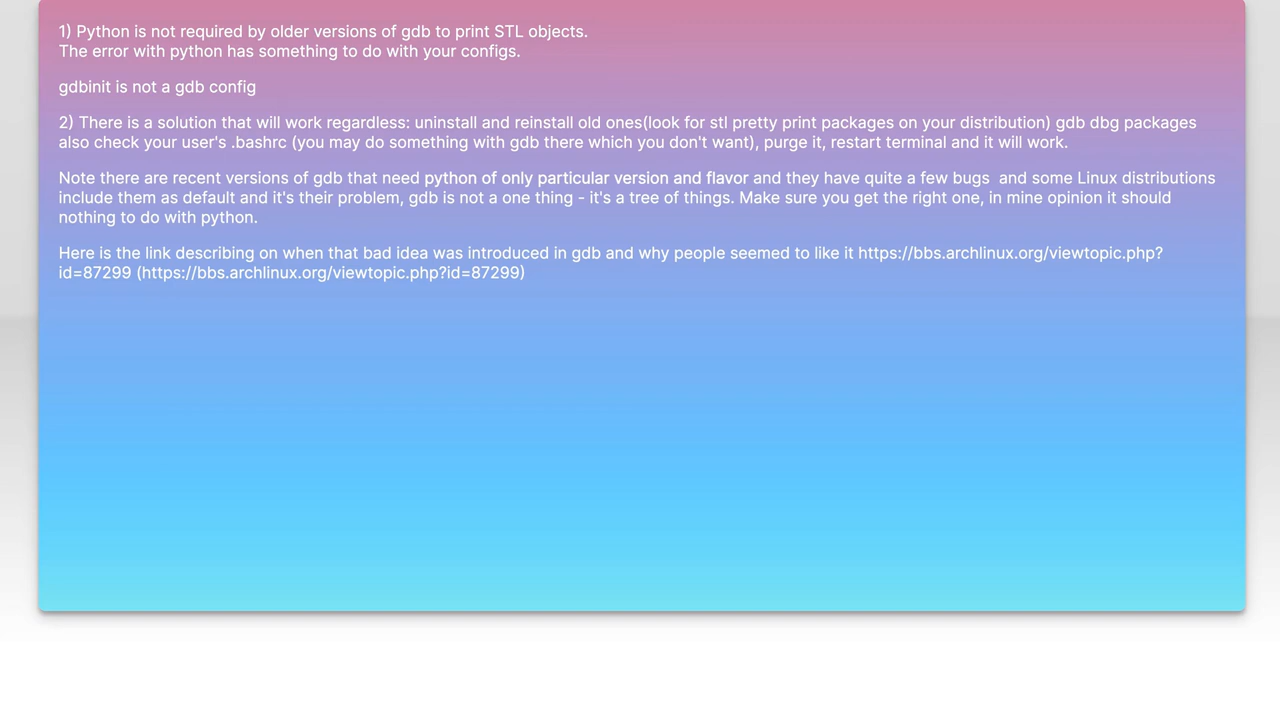 1) Python is not required by older versions of gdb to print STL objects.
The error with python has something to do with your configs.
gdbinit is not a gdb config
2) There is a solution that will work regardless: uninstall and reinstall old ones(look for stl pretty print packages on your distribution) gdb dbg packages
also check your user's .bashrc (you may do something with gdb there which you don't want), purge it, restart terminal and it will work.
Note there are recent versions of gdb that need python of only particular version and flavor and they have quite a few bugs  and some Linux distributions
include them as default and it's their problem, gdb is not a one thing - it's a tree of things. Make sure you get the right one, in mine opinion it should
nothing to do with python.
Here is the link describing on when that bad idea was introduced in gdb and why people seemed to like it https://bbs.archlinux.org/viewtopic.php?
id=87299 (https://bbs.archlinux.org/viewtopic.php?id=87299)